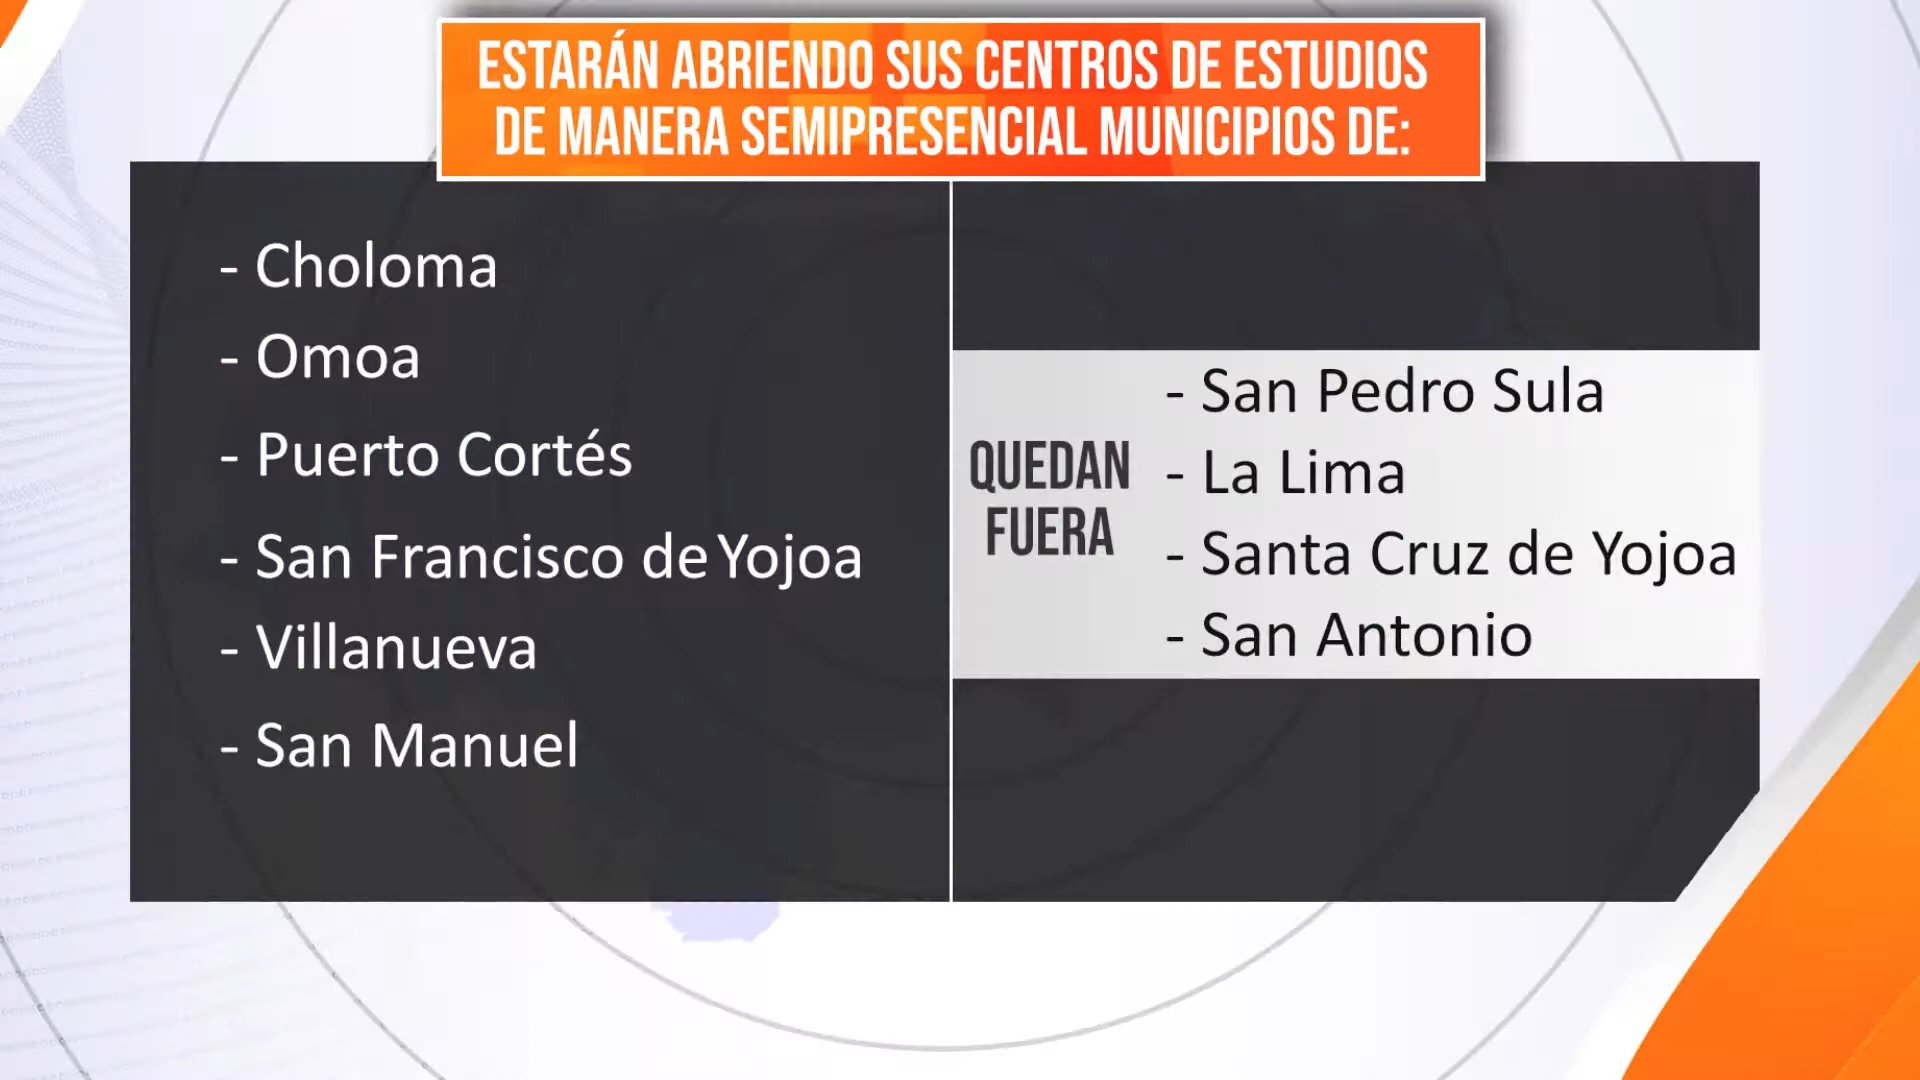 ESTARÁN ABRIENDO SUS CENTROS DE ESTUDIOS
DE MANERA SEMIPRESENCIAL MUNICIPIOS DE:
- Choloma
- Omoa
- Puerto Cortés
- San Francisco de Yojoa
- Villanueva
- San Manuel
QUEDAN
FUERA
- San Pedro Sula
- La Lima
- Santa Cruz de Yojoa
- San Antonio